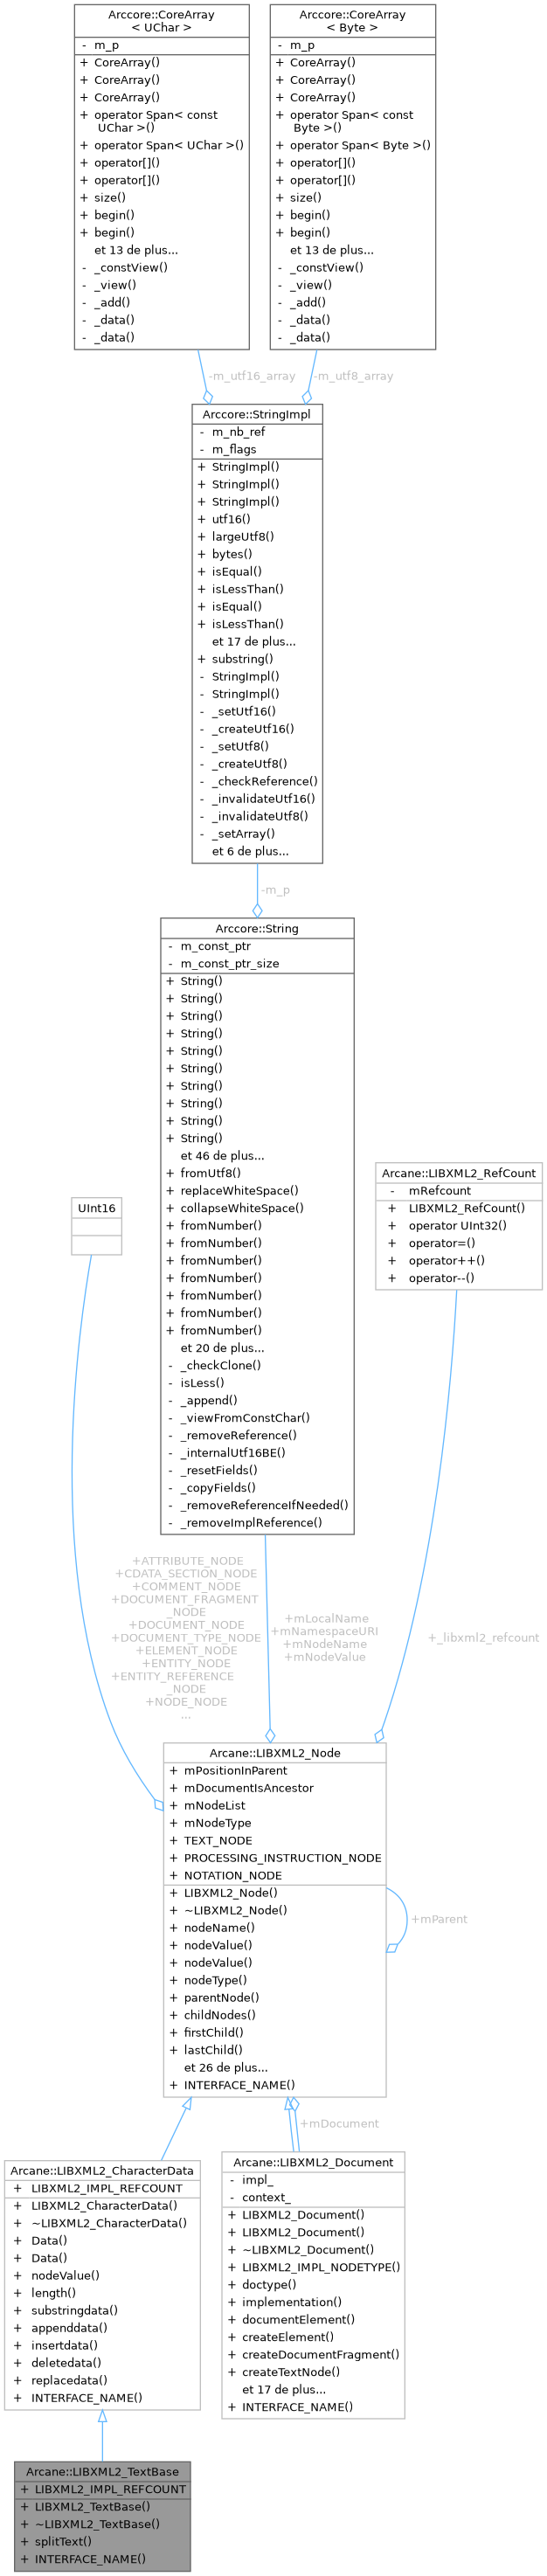 Arccore::CoreArray
< UChar >
- m_p
+ CoreArray()
+ CoreArray()
+ CoreArray()
+ operator Span< const
UChar >()
+ operator Span< UChar >()
+ operator[]()
+ operator[]()
+ size()
+ begin()
+ begin()
et 13 de plus...
- _constView()
- _view()
- _add()
- _data()
- _data()
Arccore::CoreArray
< Byte >
- m_p
+ CoreArray()
+ CoreArray()
+ CoreArray()
+ operator Span< const
Byte >()
+ operator Span< Byte >()
+ operator[]()
+ operator[]()
+ size()
+ begin()
+ begin()
et 13 de plus...
- _constView()
- _view()
- _add()
- _data()
- _data()
-m_utf16_array
-m_utf8_array
Arccore::StringImpl
- m_nb_ref
- m_flags
+ StringImpl()
+ StringImpl()
+ StringImpl()
+ utf16()
+ largeUtf8()
+ bytes()
+ isEqual()
+ isLessThan()
+ isEqual()
+ isLessThan()
et 17 de plus...
+ substring()
- StringImpl()
- StringImpl()
- _setUtf16()
- _createUtf16()
- _setUtf8()
- _createUtf8()
- _checkReference()
- _invalidateUtf16()
- _invalidateUtf8()
- _setArray()
et 6 de plus...
-m_p
Arccore::String
- m_const_ptr
- m_const_ptr_size
+ String()
+ String()
+ String()
+ String()
+ String()
+ String()
+ String()
+ String()
+ String()
+ String()
et 46 de plus...
+ fromUtf8()
+ replaceWhiteSpace()
+ collapseWhiteSpace()
+ fromNumber()
+ fromNumber()
+ fromNumber()
+ fromNumber()
+ fromNumber()
+ fromNumber()
+ fromNumber()
et 20 de plus...
- _checkClone()
- isLess()
- _append()
- _viewFromConstChar()
- _removeReference()
- _internalUtf16BE()
- _resetFields()
- _copyFields()
- _removeReferenceIfNeeded()
- _removeImplReference()
UInt16
Arcane::LIBXML2_RefCount
- mRefcount
+ LIBXML2_RefCount()
+ operator UInt32()
+ operator=()
+ operator++()
+ operator--()
+ATTRIBUTE_NODE
+CDATA_SECTION_NODE
+COMMENT_NODE
+DOCUMENT_FRAGMENT
_NODE
+DOCUMENT_NODE
+DOCUMENT_TYPE_NODE
+ELEMENT_NODE
+ENTITY_NODE
+ENTITY_REFERENCE
_NODE
+NODE_NODE
...
+mLocalName
+mNamespaceURI
+mNodeName
+mNodeValue
+_libxml2_refcount
Arcane::LIBXML2_Node
+ mPositionInParent
+ mDocumentIsAncestor
+ mNodeList
+ mNodeType
+ TEXT_NODE
+ PROCESSING_INSTRUCTION_NODE
+ NOTATION_NODE
+ LIBXML2_Node()
+ ~LIBXML2_Node()
+ nodeName()
+ nodeValue()
+ nodeValue()
+ nodeType()
+ parentNode()
+ childNodes()
+ firstChild()
+ lastChild()
et 26 de plus...
+ INTERFACE_NAME()
+mParent
+mDocument
Arcane::LIBXML2_CharacterData
+ LIBXML2_IMPL_REFCOUNT
+ LIBXML2_CharacterData()
+ ~LIBXML2_CharacterData()
+ Data()
+ Data()
+ nodeValue()
+ length()
+ substringdata()
+ appenddata()
+ insertdata()
+ deletedata()
+ replacedata()
+ INTERFACE_NAME()
Arcane::LIBXML2_Document
- impl_
- context_
+ LIBXML2_Document()
+ LIBXML2_Document()
+ ~LIBXML2_Document()
+ LIBXML2_IMPL_NODETYPE()
+ doctype()
+ implementation()
+ documentElement()
+ createElement()
+ createDocumentFragment()
+ createTextNode()
et 17 de plus...
+ INTERFACE_NAME()
Arcane::LIBXML2_TextBase
+ LIBXML2_IMPL_REFCOUNT
+ LIBXML2_TextBase()
+ ~LIBXML2_TextBase()
+ splitText()
+ INTERFACE_NAME()